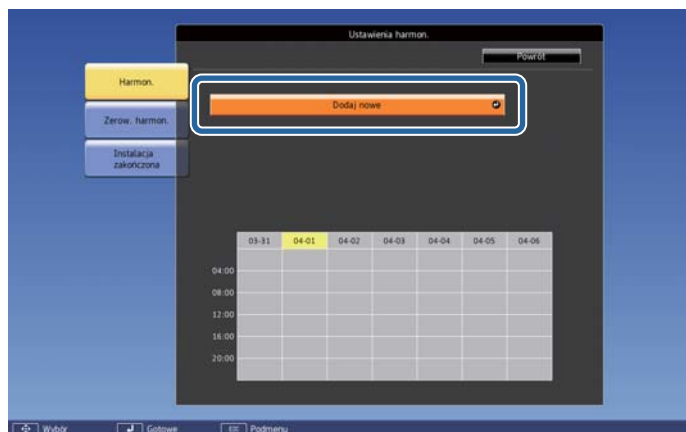 Ustawienia harmon.
Powrót
Harmon.
Dodaj nowe
Zerow. harmon.
Instalacja
zakończona
03-31 04-01 04-02 04-03 04-04 04-05 04-06
04:00
08:00
12:00
16:00
20:00
Wybór Gotowe Podmenu